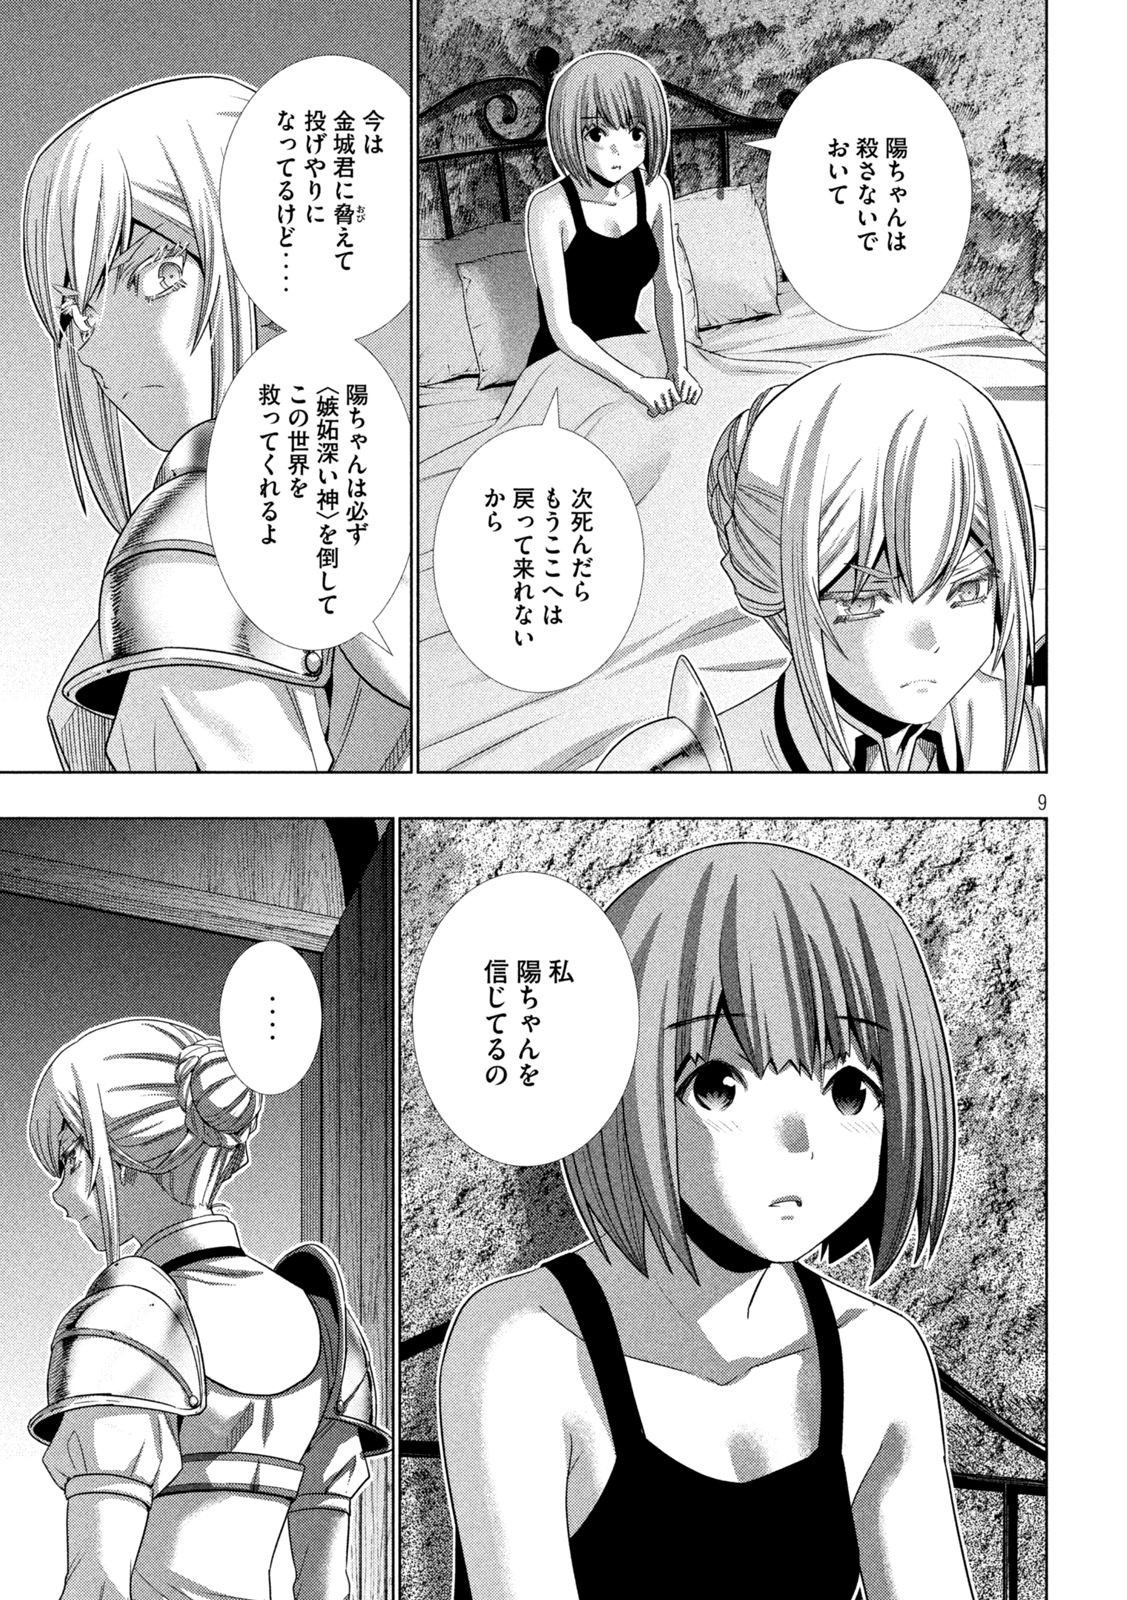 陽ちゃんは
殺さないで
おいて
次死んだら
もうここへは
戻って来れない
から
今は
金城君に脅えて
おび
投げやりに
なってるけど‥‥
陽ちゃんは必ず
〈嫉妬深い神〉を倒して
この世界を
救ってくれるよ
9
私
陽ちゃんを
信じてるの
‥‥